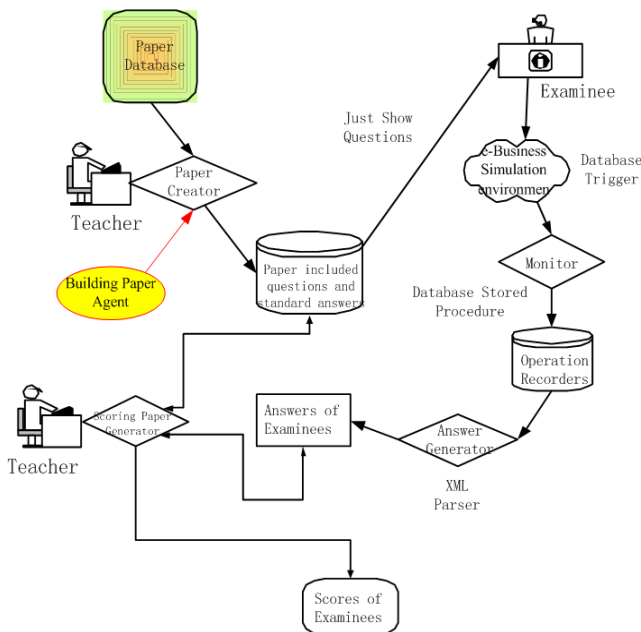 Paper
Database
Examinee
Just Show
Questions
e-Business
Simulation
environmen
Database
Trigger
Paper
Creator
Teacher
Building Paper
Agent
Paper included
questions and
standard answers
Monitor
Database Stored
Procedure
Operation
Recorders
Scoring Paper
Generator
Teacher
Answers of
Examinees
Answer
Generator
XML
Parser
Scores of
Examinees